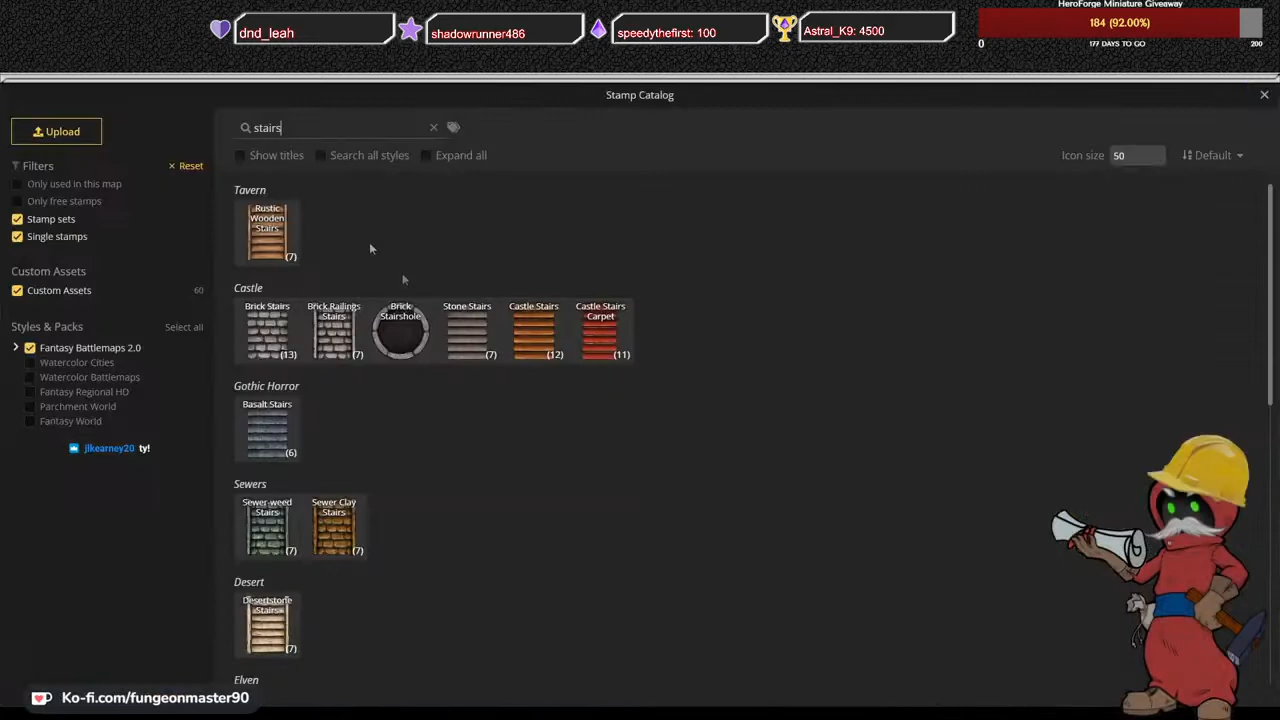 HeroForge Miniature Giveaway
dnd_leah
shadowrunner486
speedythefirst: 100
Astral_K9: 4500
184 (92.00%)
0
177 DAYS TO GO
200
Stamp Catalog
Upload
stairs
Filters
Reset
Show titles
Search all styles
Expand all
Icon size
50
Default
Only used in this map
Only free stamps
Stamp sets
Single stamps
Custom Assets
Custom Assets
60
Styles & Packs
Select all
Fantasy Battlemaps 2.0
Watercolor Cities
Watercolor Battlemaps
Fantasy Regional HD
Parchment World
Fantasy World
jlkearney20 ty!
Tavern
Rustic
Wooden
Stairs
(7)
Castle
Brick Stairs
(13)
Brick Railings
Stairs
(7)
Brick
Stairshole
Stone Stairs
(7)
Castle Stairs
(12)
Castle Stairs
Carpet
(11)
Gothic Horror
Basalt Stairs
(6)
Sewers
Sewer-weed
Stairs
(7)
Sewer Clay
Stairs
(7)
Desert
Desertstone
Stairs
(7)
Elven
Ko-fi.com/fungeonmaster90